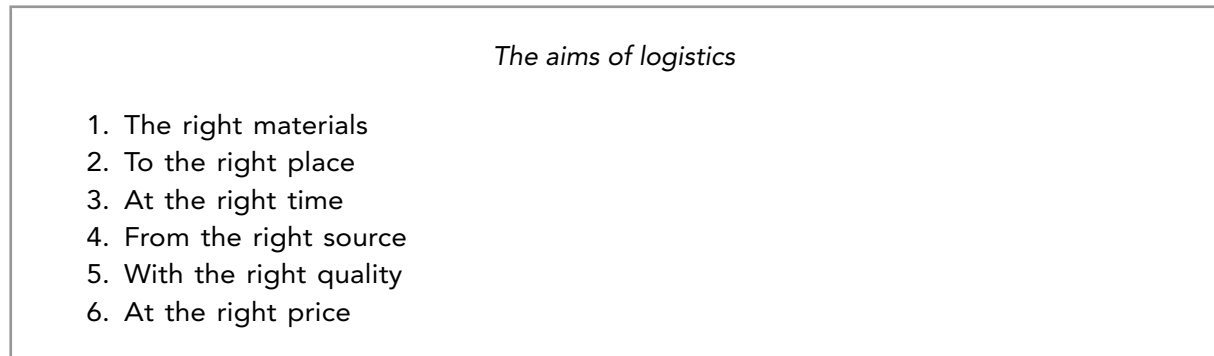 The aims of logistics
1. The right materials
2. To the right place
3. At the right time
4. From the right source
5. With the right quality
6. At the right price